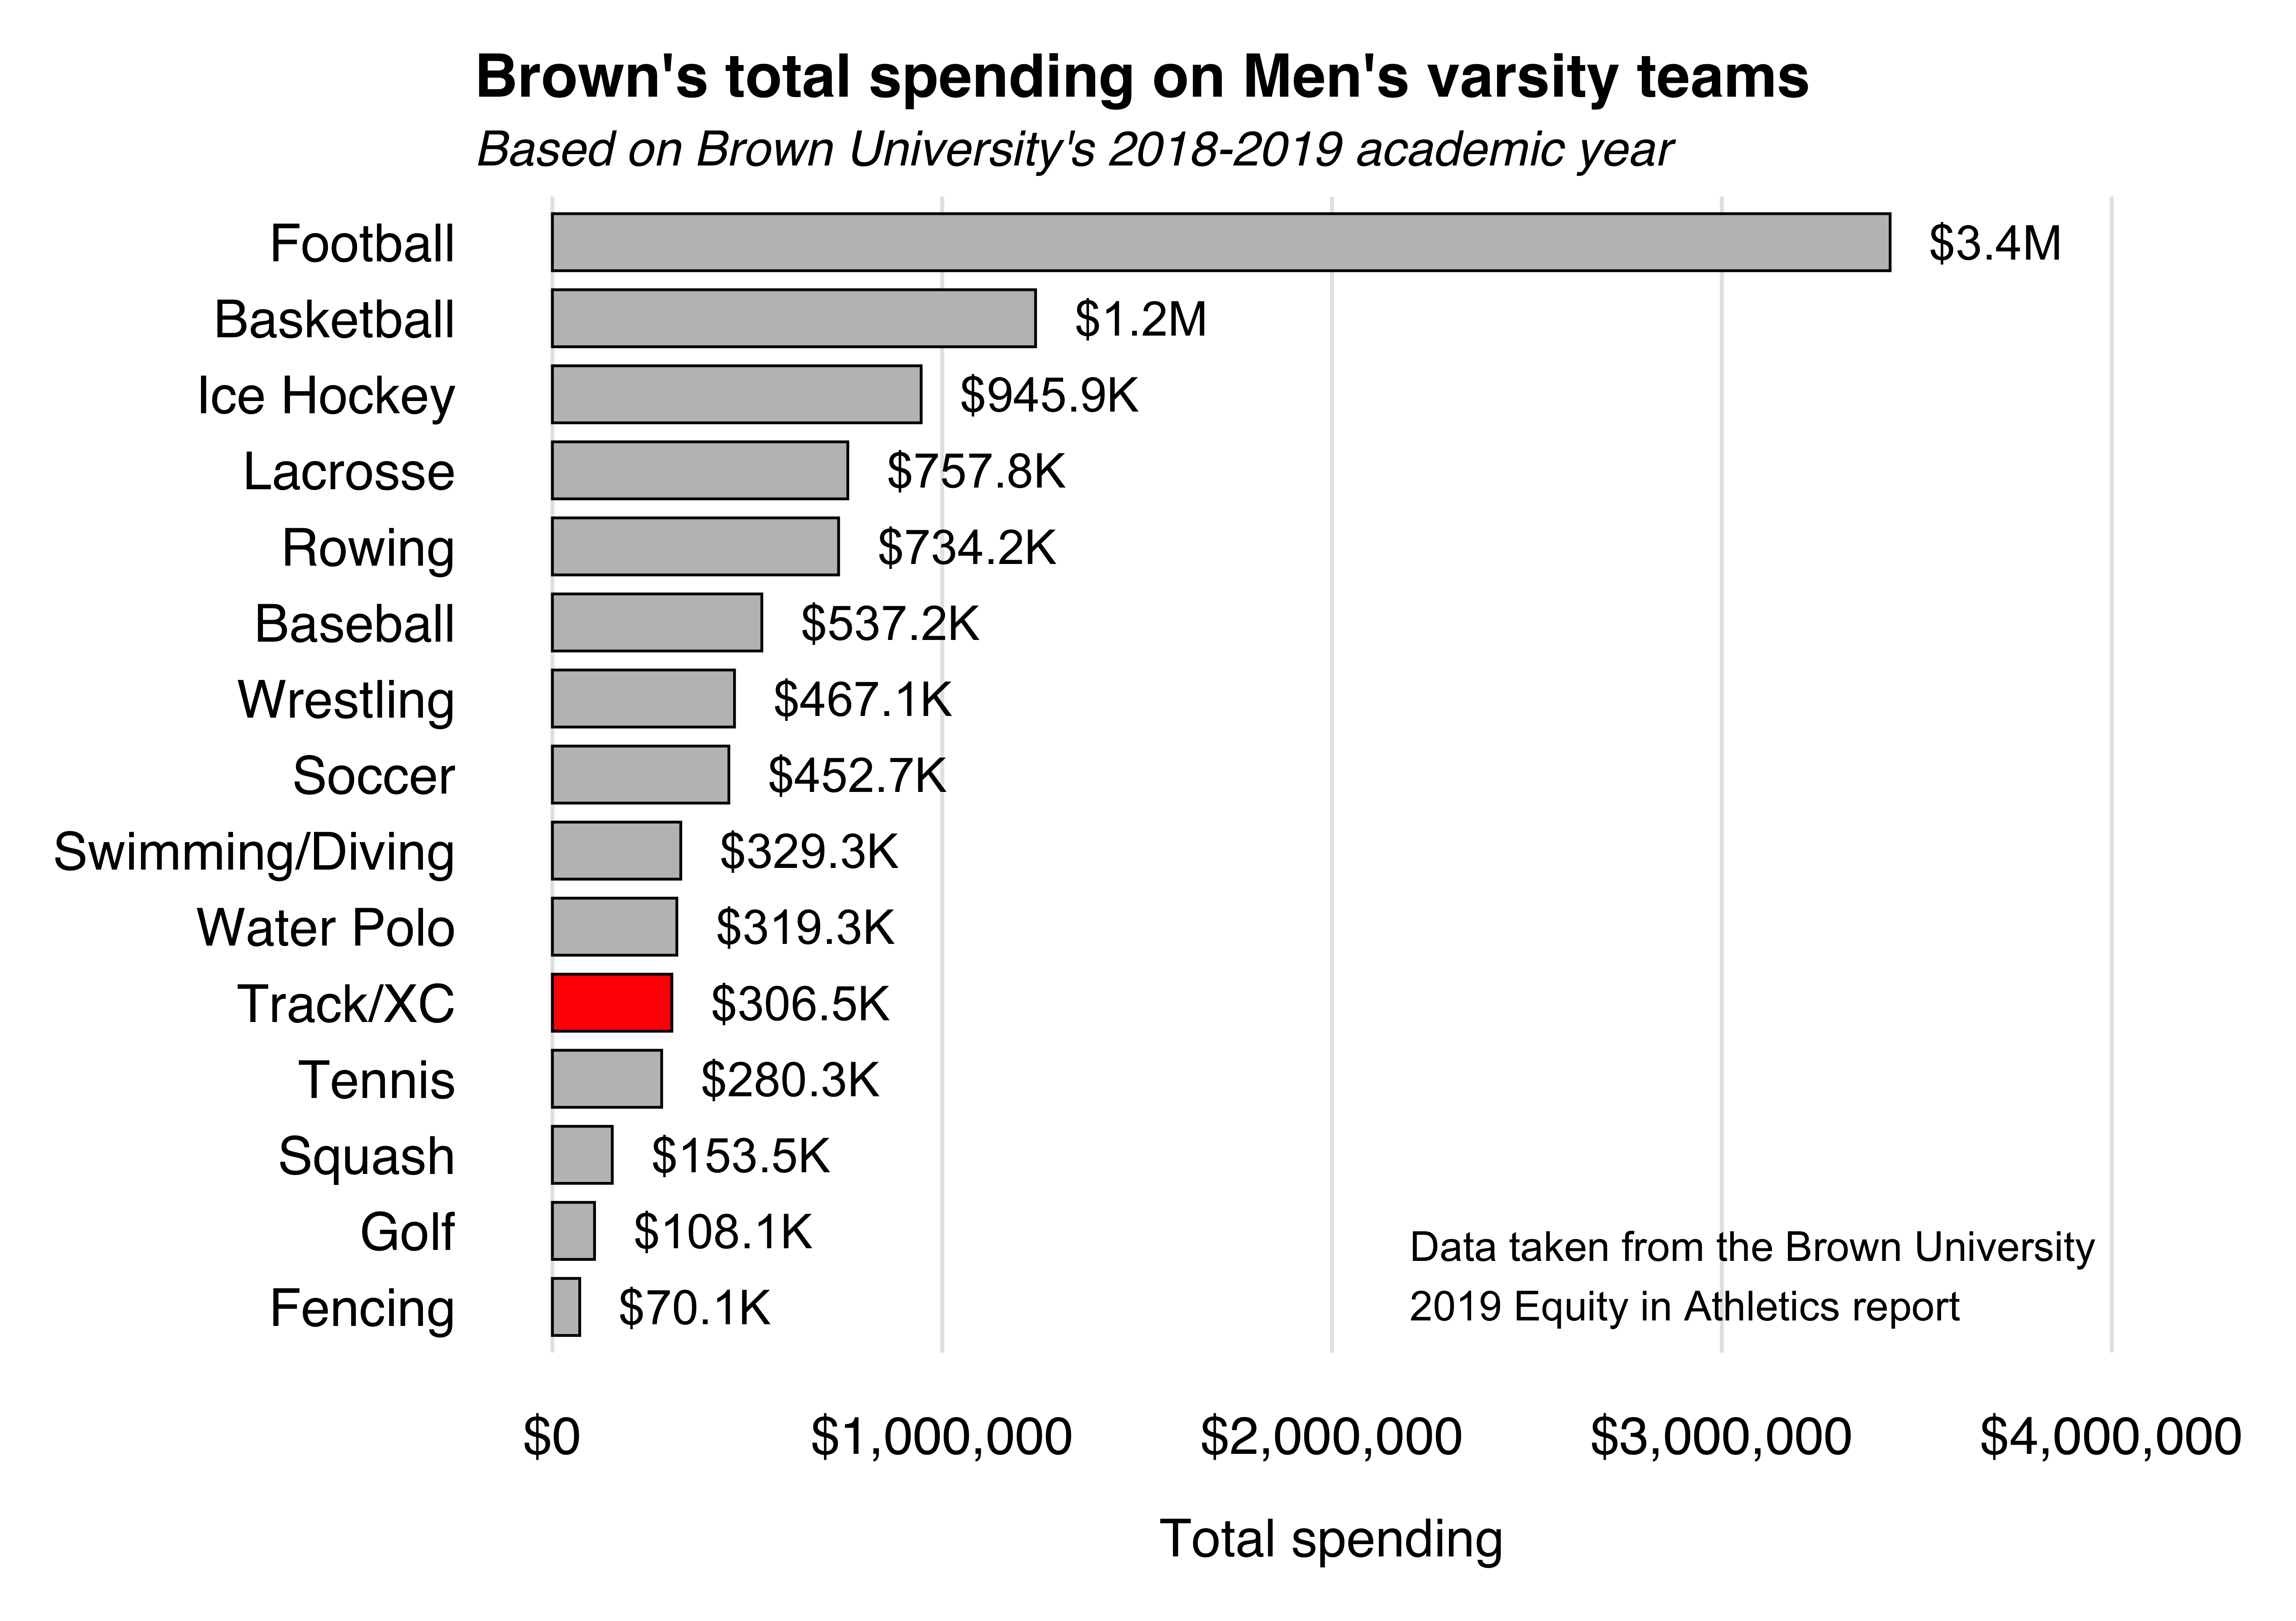 Brown's total spending on Men's varsity teams
Based on Brown University's 2018-2019 academic year
Football $3.4M
Basketball $1.2M
Ice Hockey $945.9K
Lacrosse $757.8K
Rowing $734.2K
Baseball $537.2K
Wrestling $467.1K
Soccer $452.7K
Swimming/Diving $329.3K
Water Polo $319.3K
Track/XC $306.5K
Tennis $280.3K
Squash $153.5K
Golf $108.1K
Fencing $70.1K
Data taken from the Brown University
2019 Equity in Athletics report
$0 $1,000,000 $2,000,000 $3,000,000 $4,000,000
Total spending